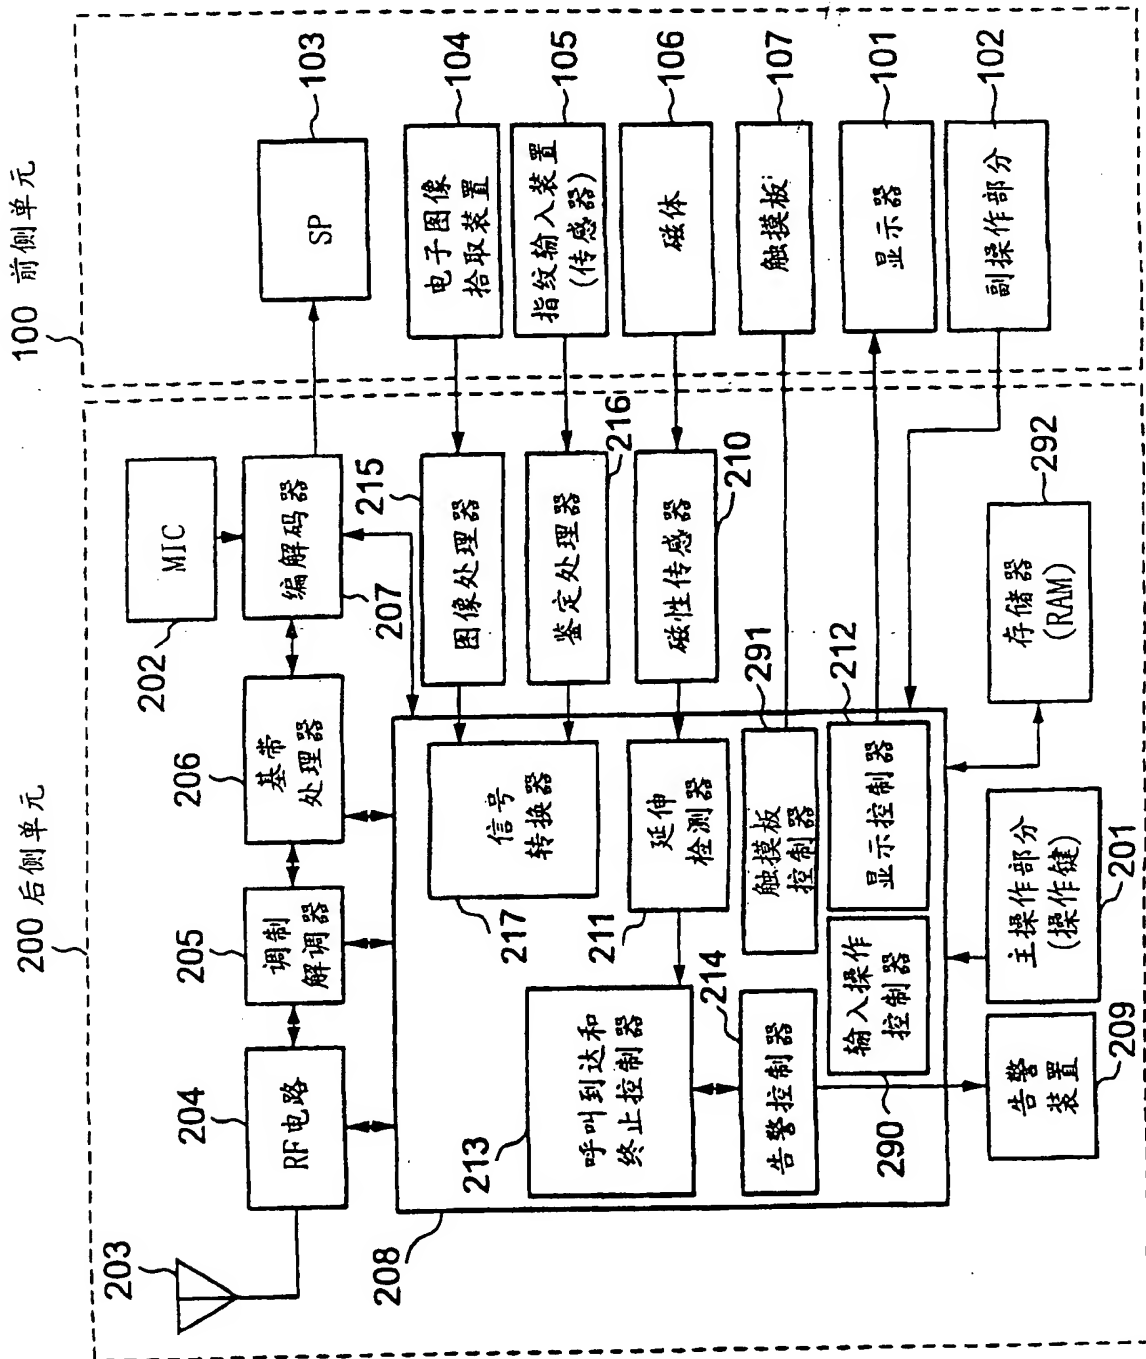 100 前侧单元
103
SP
104
电子图像
拾取装置
105
指纹输入装置
(传感器)
106
磁体
107
触摸板
101
显示器
102
副操作部分
200 后侧单元
202
MIC
207
编解码器
206
基带
处理器
205
调制
解调器
204
RF电路
203
215
图像处理器
216
鉴定处理器
210
磁性传感器
208
217
信号
转换器
211
延伸
检测器
291
触摸板
控制器
212
显示控制器
213
呼叫到达和
终止控制器
214
告警控制器
290
输入操作
控制器
292
存储器
(RAM)
201
主操作部分
(操作键)
209
告警
装置